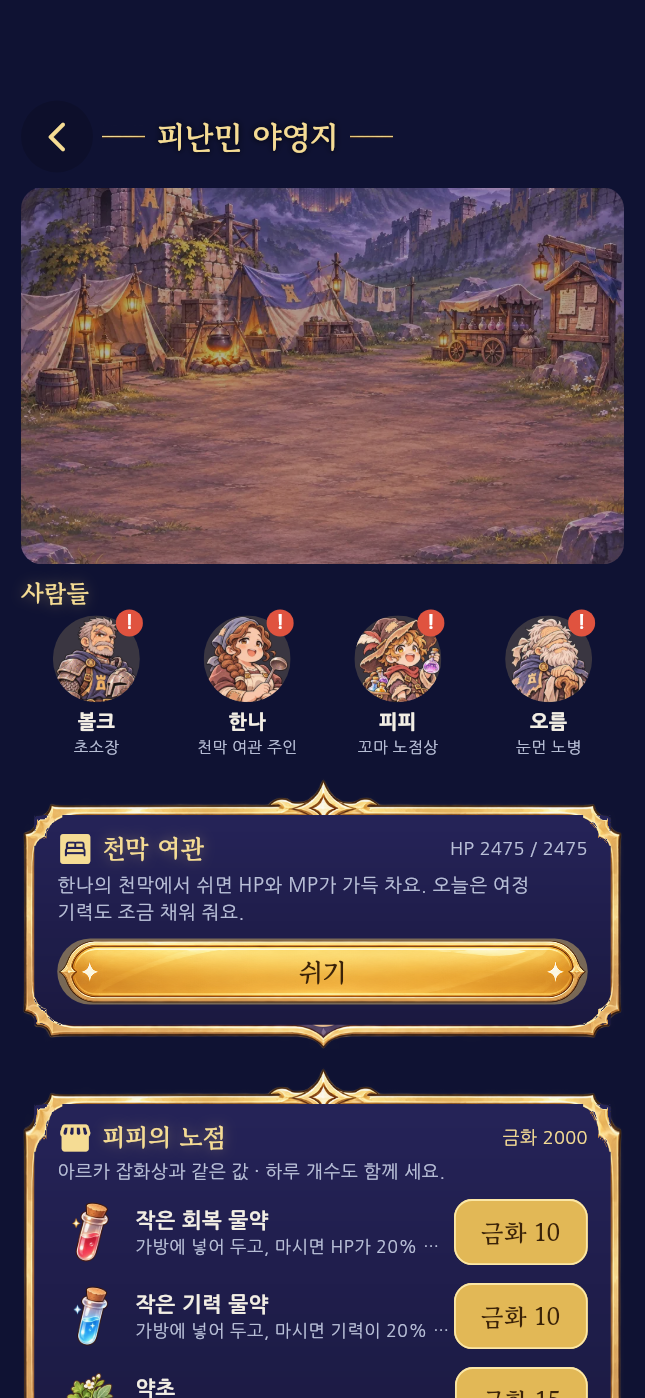 피난민 야영지
사람들
! ! ! !
볼크 한나 피피 오름
초소장 천막 여관 주인 꼬마 노점상 눈먼 노병
천막 여관 HP 2475 / 2475
한나의 천막에서 쉬면 HP와 MP가 가득 차요. 오늘은 여정
기력도 조금 채워 줘요.
쉬기
피피의 노점 금화 2000
아르카 잡화상과 같은 값 · 하루 개수도 함께 세요.
작은 회복 물약
가방에 넣어 두고, 마시면 HP가 20% ···
금화 10
작은 기력 물약
가방에 넣어 두고, 마시면 기력이 20% ···
금화 10
약초
금화 15